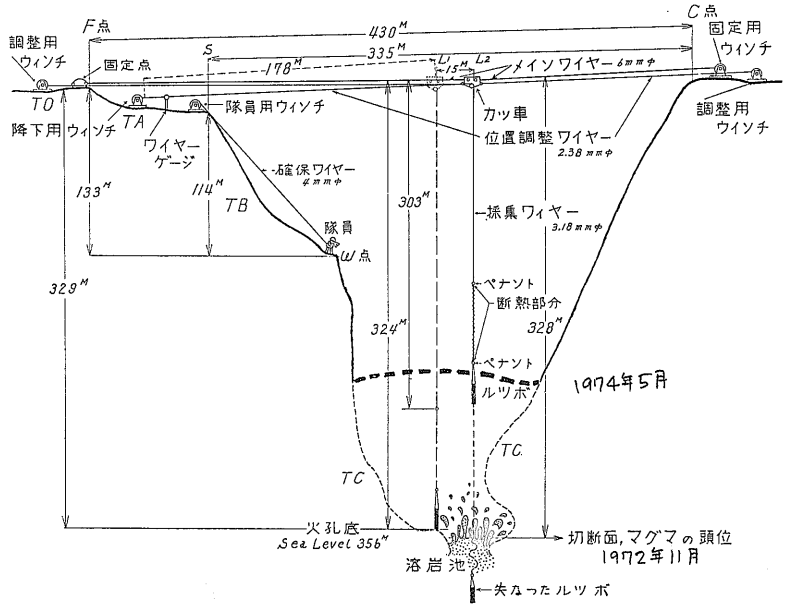 F点
C点
430M
調整用
ウィンチ
固定点
S
335M
固定用
ウィンチ
178M
L1
L2
15M
メインワイヤー 6mmφ
TO
TA
隊員用ウィンチ
カッ車
調整用
ウィンチ
降下用ウィンチ
ワイヤー
ゲージ
位置調整ワイヤー
2.38mmφ
確保ワイヤー
4mmφ
133M
114M
TB
303M
採集ワイヤー
3.18mmφ
隊員
W点
329M
ペナント
断熱部分
324M
328M
ペナント
ルツボ
1974年5月
TC
TC
火孔底
Sea Level 356M
切断面,マグマの頭位
1972年11月
溶岩池
失なったルツボ